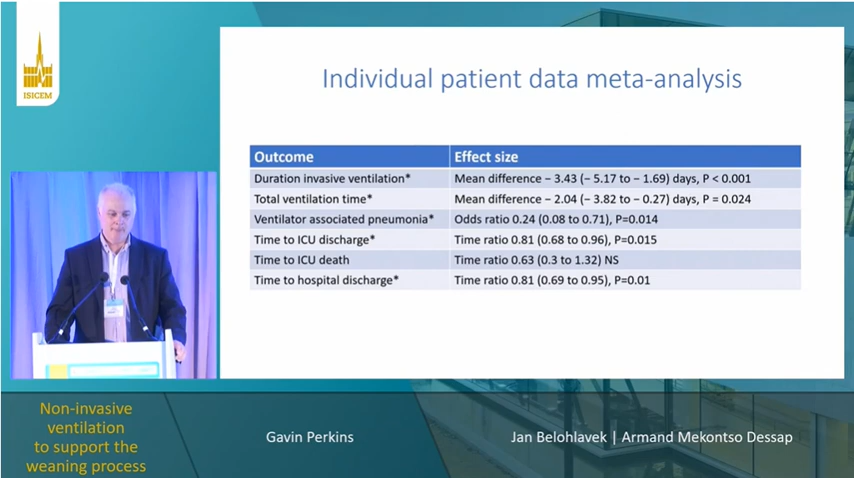 ISICEM
Individual patient data meta-analysis
Outcome Effect size
Duration invasive ventilation* Mean difference − 3.43 (− 5.17 to − 1.69) days, P < 0.001
Total ventilation time* Mean difference − 2.04 (− 3.82 to − 0.27) days, P = 0.024
Ventilator associated pneumonia* Odds ratio 0.24 (0.08 to 0.71), P=0.014
Time to ICU discharge* Time ratio 0.81 (0.68 to 0.96), P=0.015
Time to ICU death Time ratio 0.63 (0.3 to 1.32) NS
Time to hospital discharge* Time ratio 0.81 (0.69 to 0.95), P=0.01
Non-invasive
ventilation
to support the
weaning process
Gavin Perkins
Jan Belohlavek | Armand Mekontso Dessap